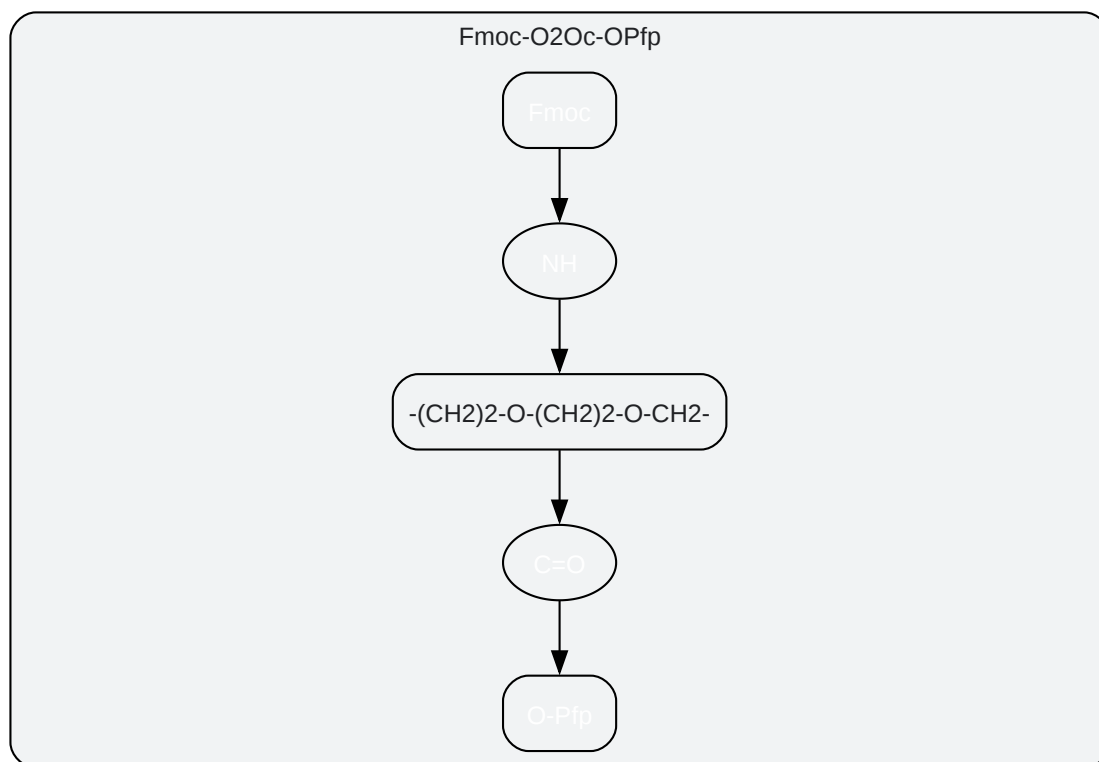 Fmoc-O2Oc-OPfp
Fmoc
NH
-(CH2)2-O-(CH2)2-O-CH2-
C=O
O-Pfp